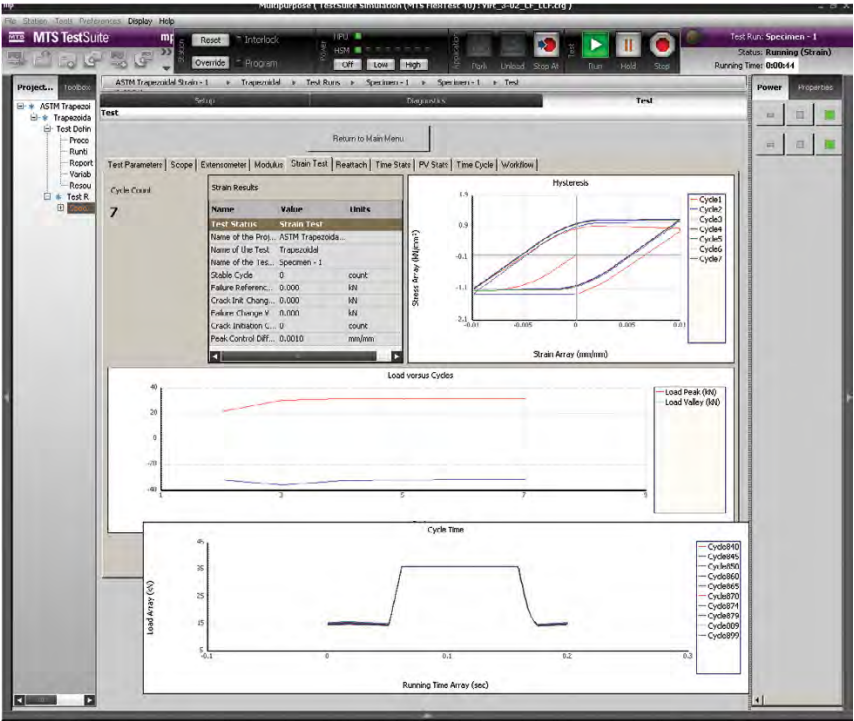 Multipurpose ( TestSuite Simulation (MTS FlexTest 40) : VFC_3-02_CF_LCF.cfg )
File Station Tools Preferences Display Help
MTS TestSuite
mp
Station
Reset
Interlock
Override
Program
Power
HPU
HSM
Off Low High
Application
Park Unload Stop At
Test
Run Hold Stop
Test Run: Specimen - 1
Status: Running (Strain)
Running Time: 0:00:44
Project... Toolbox
ASTM Trapezoidal Strain - 1 Trapezoidal Test Runs Specimen - 1 Specimen - 1 Test
Power Properties
Setup Diagnostics Test
Test
ASTM Trapezoi
Trapezoida
Test Defin
Proce
Runti
Report
Variab
Resou
Test R
Return to Main Menu
Test Parameters Scope Extensometer Modulus Strain Test Reattach Time Stats PV Stats Time Cycle Workflow
Cycle Count
7
Strain Results
Name Value Units
Test Status Strain Test
Name of the Proj... ASTM Trapezoida...
Name of the Test Trapezoidal
Name of the Tes... Specimen - 1
Stable Cycle 0 count
Failure Referenc... 0.000 kN
Crack Init Chang... 0.000 kN
Failure Change V... 0.000 kN
Crack Initiation C... 0 count
Peak Control Diff... 0.0010 mm/mm
Hysteresis
Stress Array (kN/mm²)
1.9
0.9
-0.1
-1.1
-2.1
-0.01 -0.005 0 0.005 0.01
Strain Array (mm/mm)
Cycle1
Cycle2
Cycle3
Cycle4
Cycle5
Cycle6
Cycle7
Load versus Cycles
40
20
0
-20
-40
1 3 5 7 9
Load Peak (kN)
Load Valley (kN)
Cycle Time
Load Array (kN)
45
35
25
15
5
-0.1 0 0.1 0.2 0.3
Running Time Array (sec)
Cycle840
Cycle845
Cycle850
Cycle860
Cycle865
Cycle870
Cycle874
Cycle879
Cycle889
Cycle899